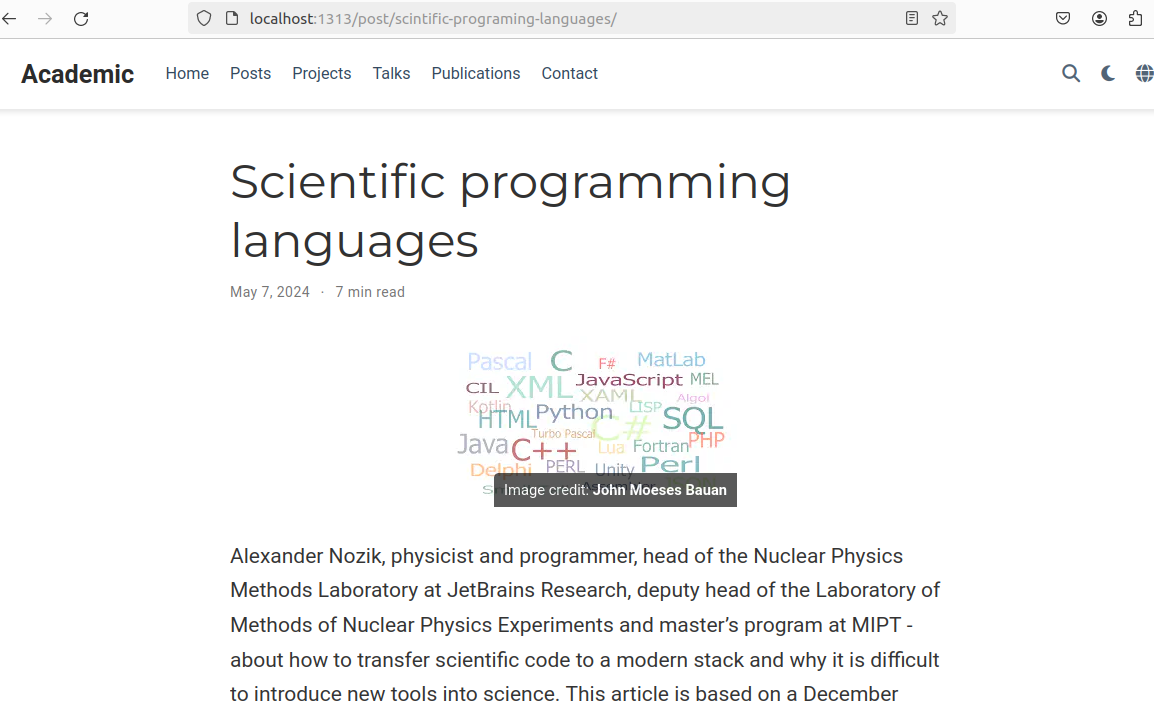 localhost:1313/post/scintific-programing-languages/
Academic Home Posts Projects Talks Publications Contact
Scientific programming
languages
May 7, 2024 · 7 min read
Pascal C F# MatLab
CIL XML JavaScript MEL
XAML Algol
Kotlin HTML Python LISP SQL
Turbo Pascal C# PHP
Java C++ Lua Fortran
Delphi PERL Unity Perl
Image credit: John Moeses Bauan
Alexander Nozik, physicist and programmer, head of the Nuclear Physics
Methods Laboratory at JetBrains Research, deputy head of the Laboratory of
Methods of Nuclear Physics Experiments and master’s program at MIPT -
about how to transfer scientific code to a modern stack and why it is difficult
to introduce new tools into science. This article is based on a December